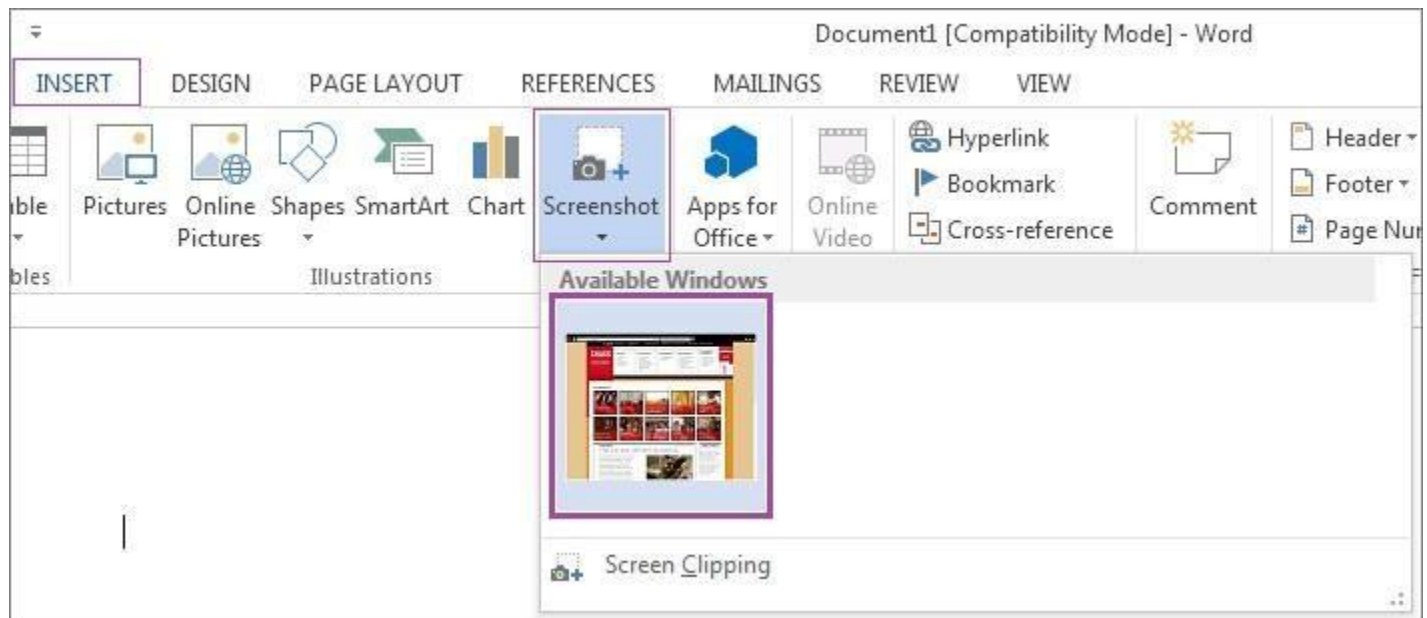 Document1 [Compatibility Mode] - Word
INSERT DESIGN PAGE LAYOUT REFERENCES MAILINGS REVIEW VIEW
Pictures
Online
Pictures
Shapes
SmartArt
Chart
Screenshot
Apps for
Office
Online
Video
Hyperlink
Bookmark
Cross-reference
Comment
Header
Footer
Page Nu
Illustrations
Available Windows
Screen Clipping